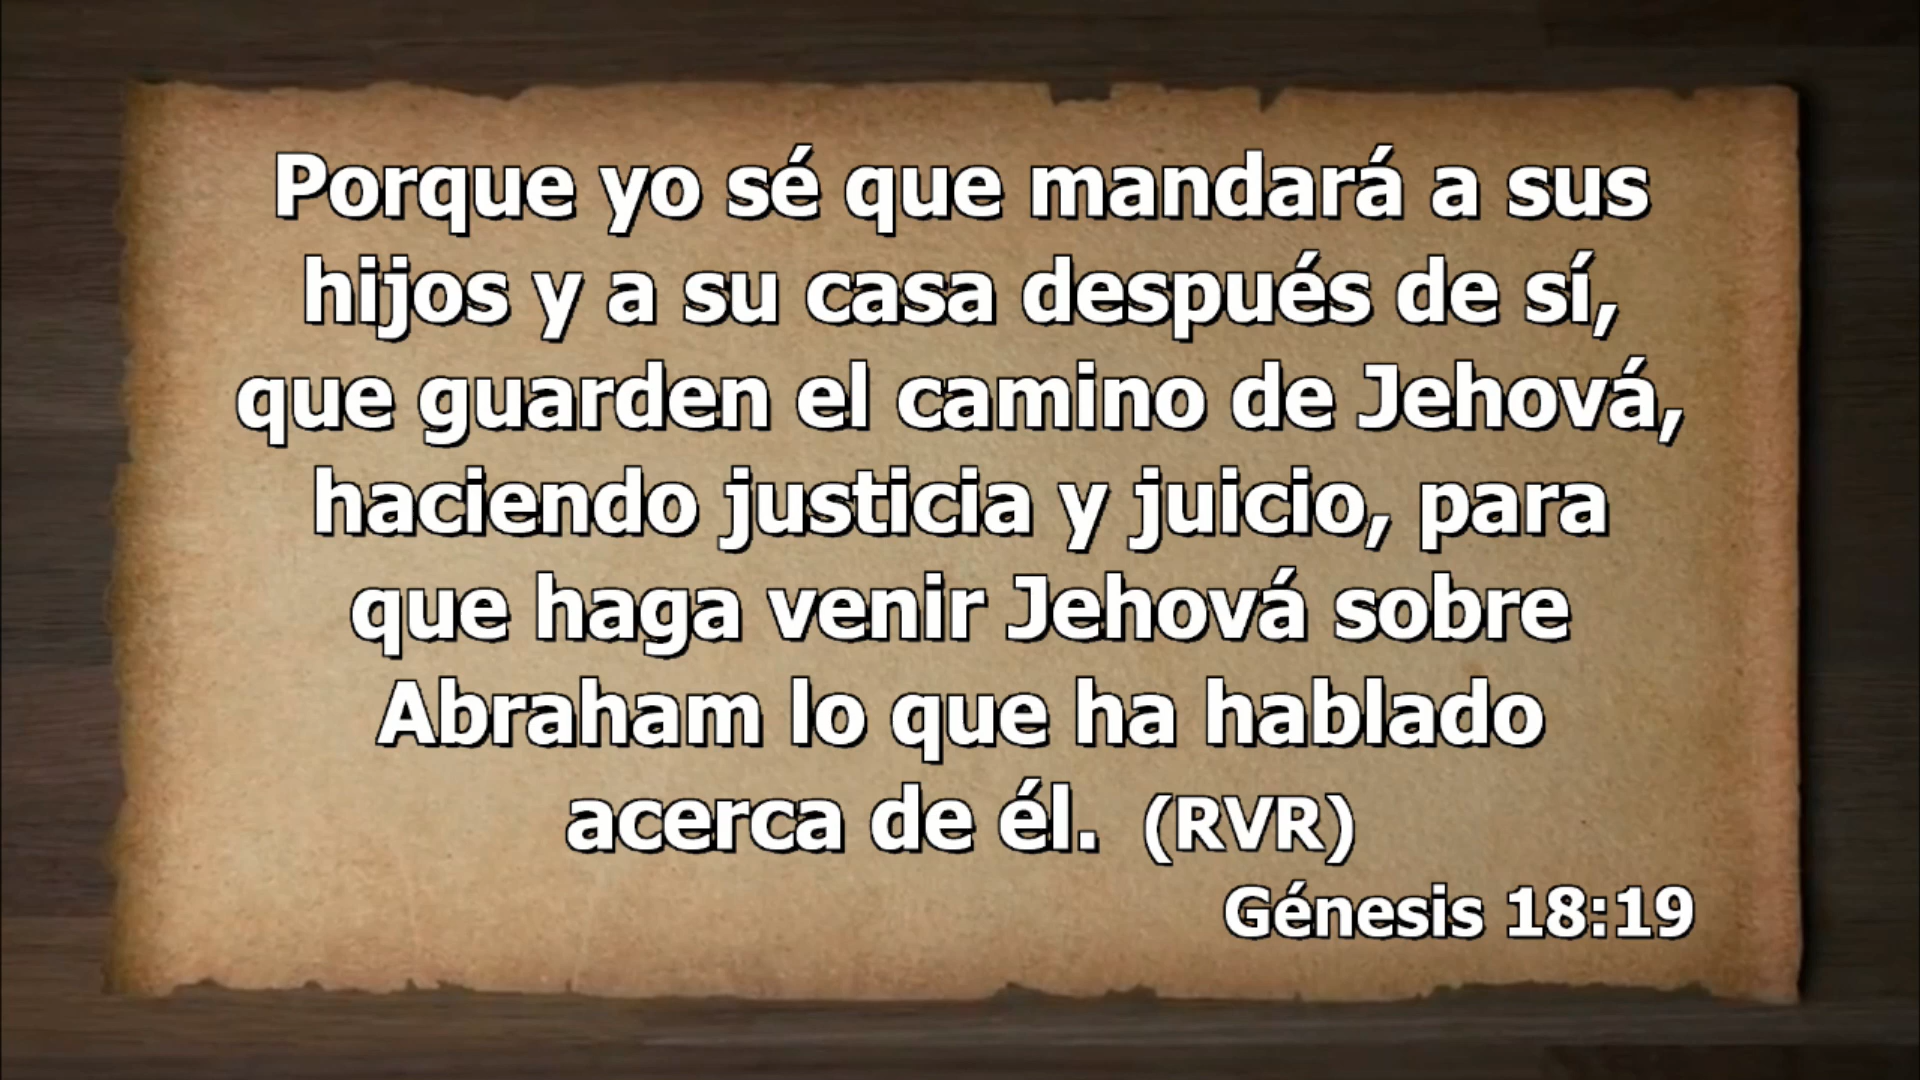 Porque yo sé que mandará a sus
hijos y a su casa después de sí,
que guarden el camino de Jehová,
haciendo justicia y juicio, para
que haga venir Jehová sobre
Abraham lo que ha hablado
acerca de él. (RVR)
Génesis 18:19